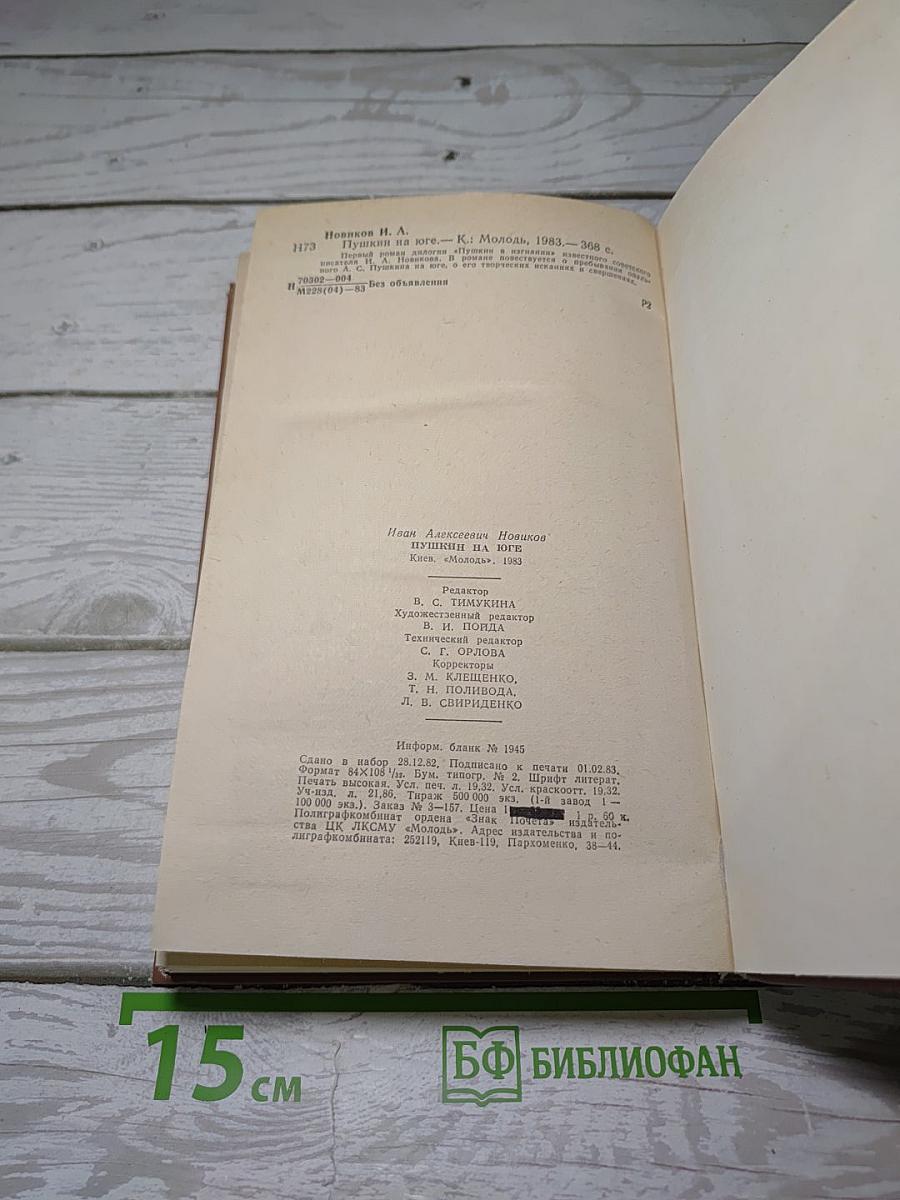 Новиков И. А.
Н73 Пушкин на юге.— К.: Молодь, 1983.— 368 с.
Первый роман дилогии «Пушкин в изгнании» известного советского
писателя И. А. Новикова. В романе повествуется о пребывании опаль-
ного А. С. Пушкина на юге, о его творческих исканиях и свершениях.
Н 70302—004
М228(04)—83 Без объявления
Р2
Иван Алексеевич Новиков
ПУШКИН НА ЮГЕ
Киев. «Молодь». 1983
Редактор
В. С. ТИМУКИНА
Художественный редактор
В. И. ПОЙДА
Технический редактор
С. Г. ОРЛОВА
Корректоры
З. М. КЛЕЩЕНКО,
Т. Н. ПОЛИВОДА,
Л. В. СВИРИДЕНКО
Информ. бланк № 1945
Сдано в набор 28.12.82. Подписано к печати 01.02.83.
Формат 84×108 1/32. Бум. типогр. № 2. Шрифт литерат.
Печать высокая. Усл. печ. л. 19,32. Усл. краскоотт. 19,32.
Уч-изд. л. 21,86. Тираж 500 000 экз. (1-й завод 1—
100 000 экз.). Заказ № 3—157. Цена 1 р. 60 к.
Полиграфкомбинат ордена «Знак Почета» издатель-
ства ЦК ЛКСМУ «Молодь». Адрес издательства и по-
лиграфкомбината: 252119, Киев-119, Пархоменко, 38—44.
15 см
БФ БИБЛИОФАН